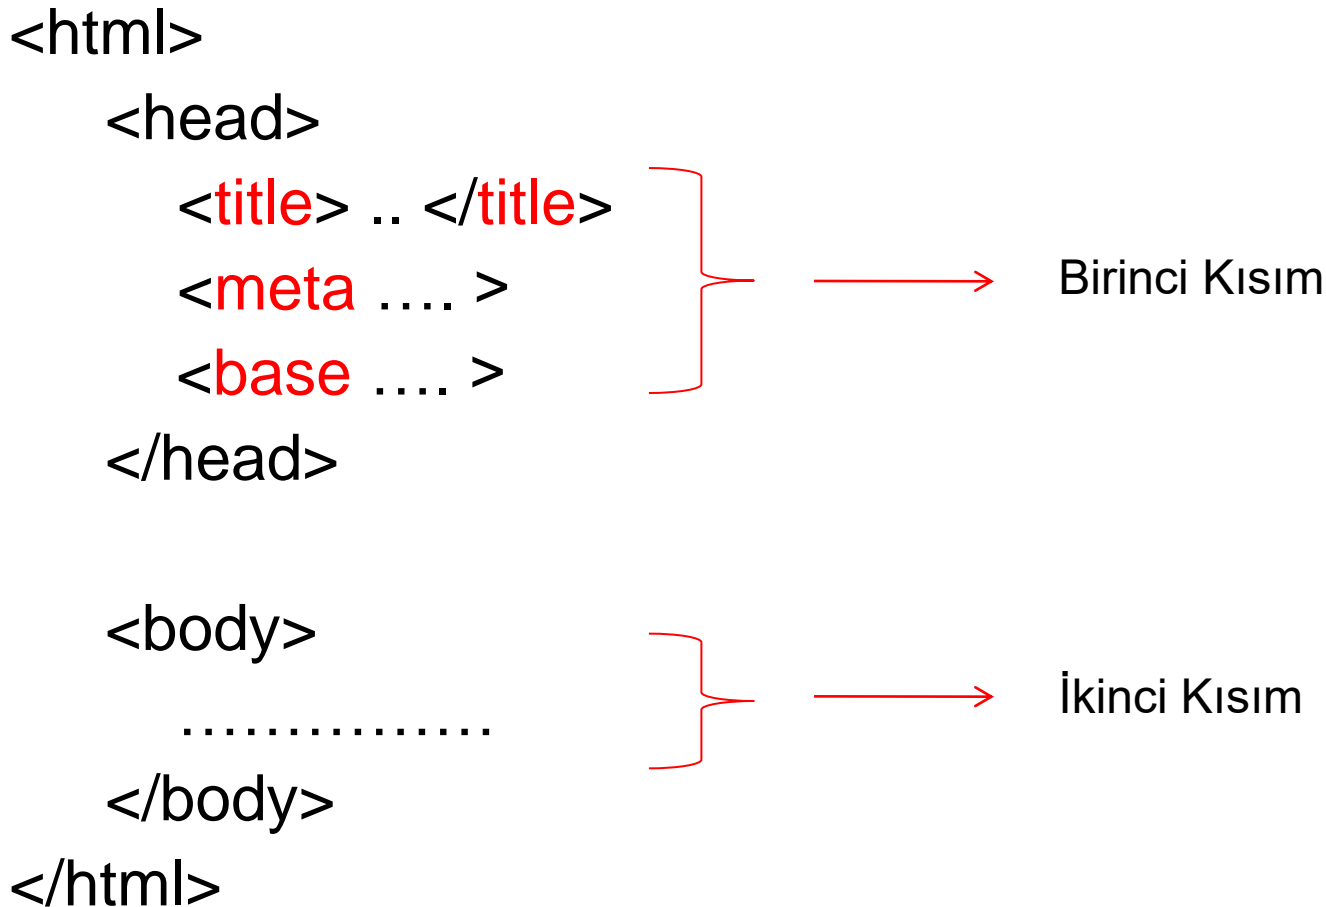 <html>
<head>
<title> .. </title>
<meta .... >
Birinci Kısım
<base .... >
</head>
<body>
İkinci Kısım
……………
</body>
</html>